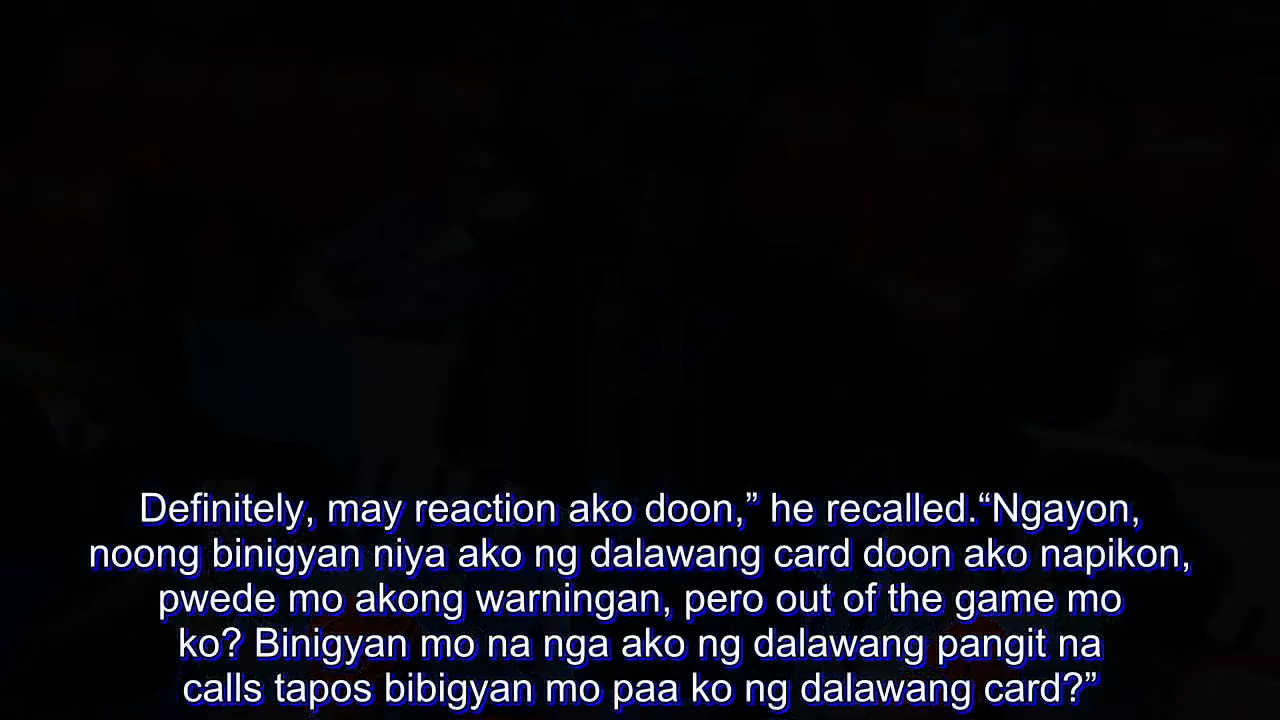 Definitely, may reaction ako doon,” he recalled.“Ngayon,
noong binigyan niya ako ng dalawang card doon ako napikon,
pwede mo akong warningan, pero out of the game mo
ko? Binigyan mo na nga ako ng dalawang pangit na
calls tapos bibigyan mo paa ko ng dalawang card?”